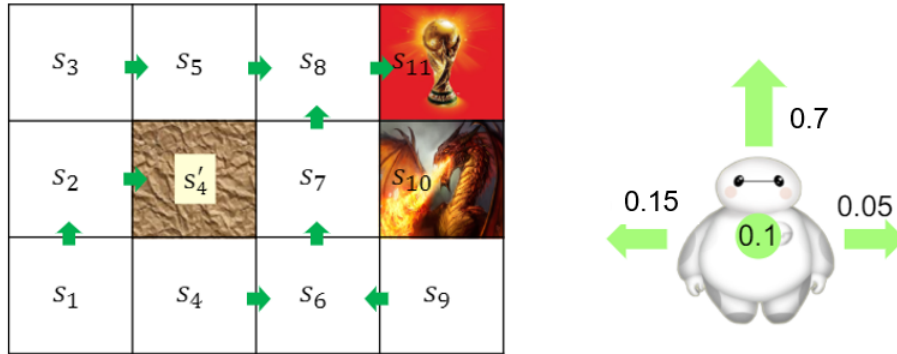 S₃ S₅ S₈ S₁₁
S₂ S₄′ S₇ S₁₀
S₁ S₄ S₆ S₉
0.7
0.15 0.05
0.1